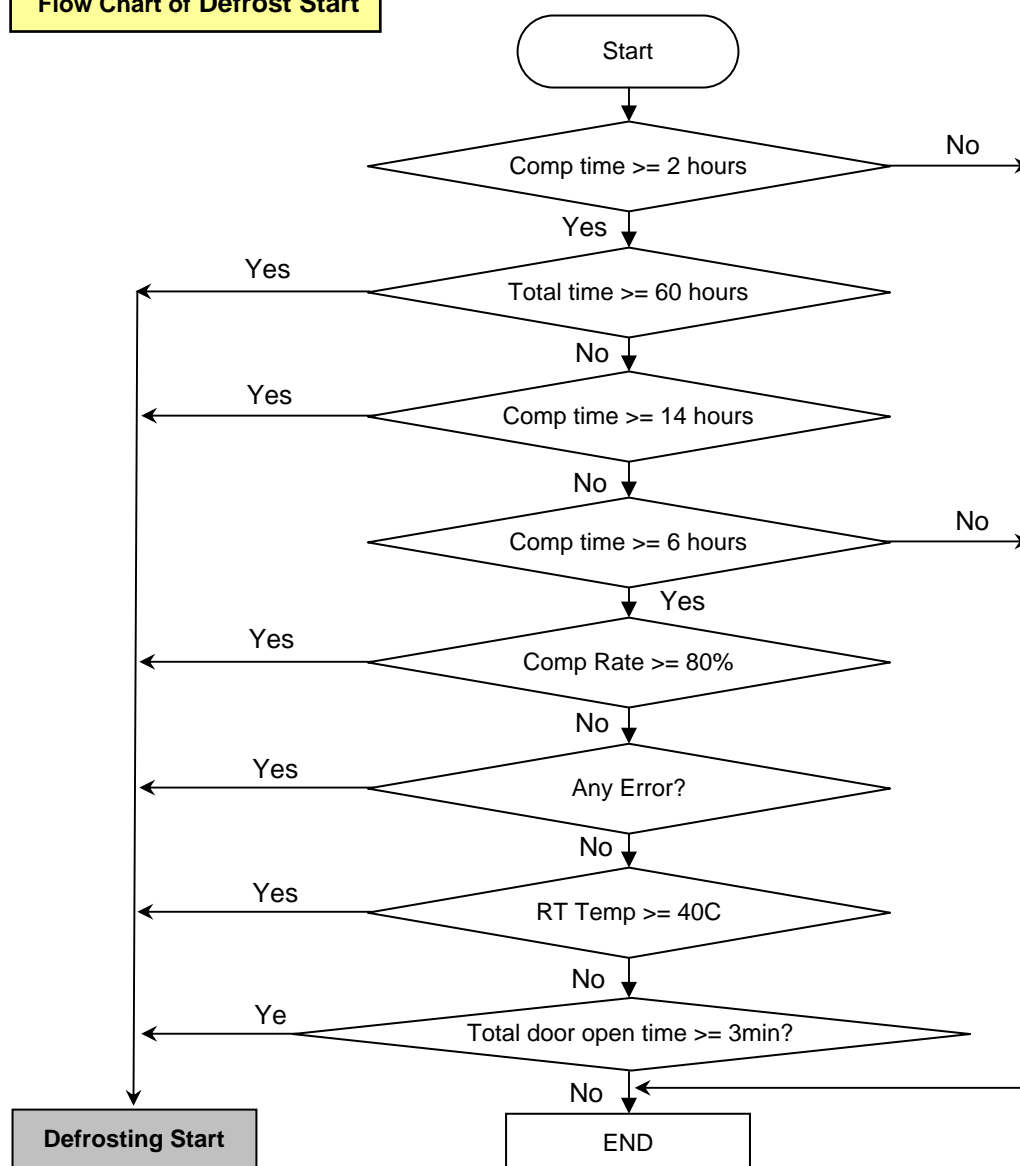 Flow Chart of Defrost Start
Start
Comp time >= 2 hours
No
Yes
Total time >= 60 hours
Yes
No
Comp time >= 14 hours
Yes
No
Comp time >= 6 hours
No
Yes
Comp Rate >= 80%
Yes
No
Any Error?
Yes
No
RT Temp >= 40C
Yes
No
Total door open time >= 3min?
Ye
No
Defrosting Start
END